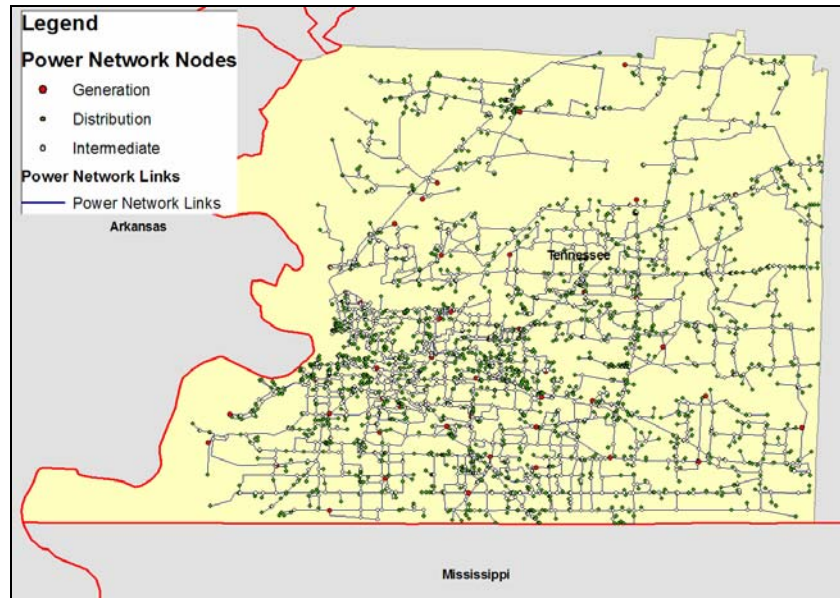 Legend
Power Network Nodes
Generation
Distribution
Intermediate
Power Network Links
Power Network Links
Arkansas
Tennessee
Mississippi